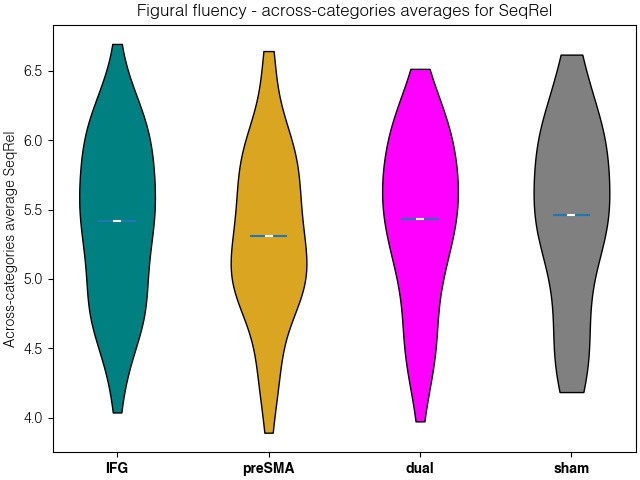 Figural fluency - across-categories averages for SeqRel
Across-categories average SeqRel
6.5
6.0
5.5
5.0
4.5
4.0
IFG preSMA dual sham